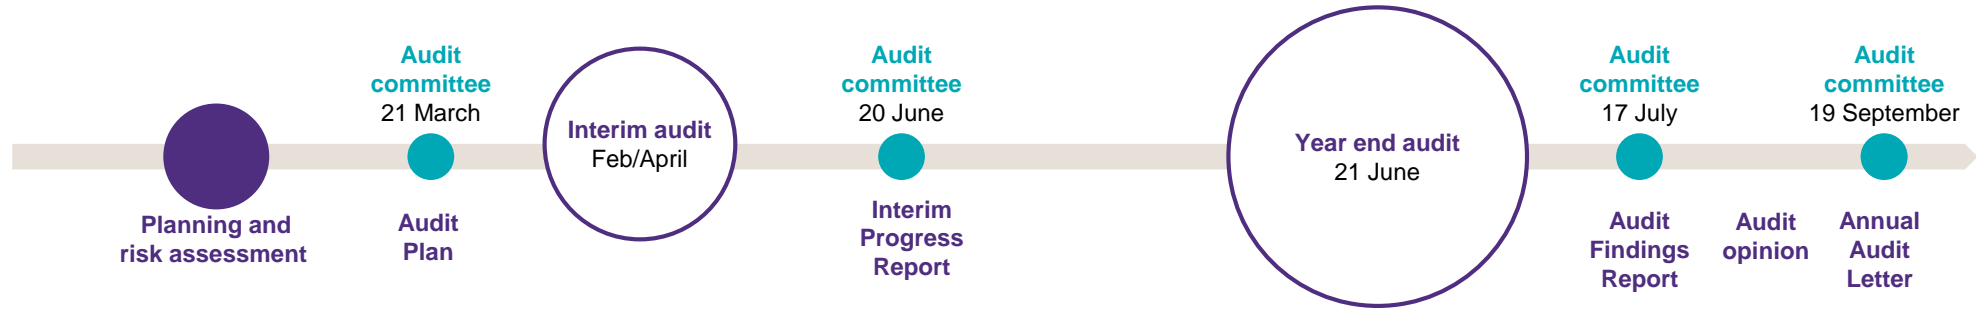 Planning and
risk assessment
Audit
committee
21 March
Audit
Plan
Interim audit
Feb/April
Audit
committee
20 June
Interim
Progress
Report
Year end audit
21 June
Audit
committee
17 July
Audit
Findings
Report
Audit
opinion
Audit
committee
19 September
Annual
Audit
Letter